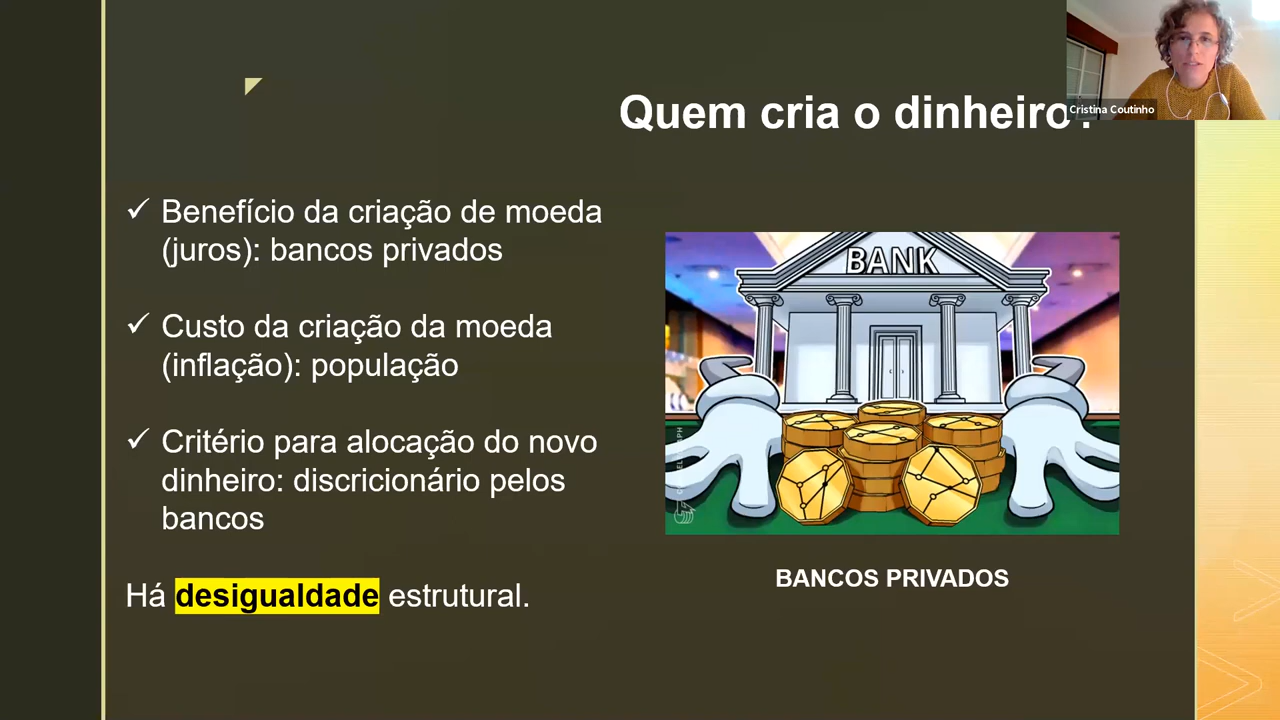 Quem cria o dinheiro?
Cristina Coutinho
Benefício da criação de moeda
(juros): bancos privados
Custo da criação da moeda
(inflação): população
Critério para alocação do novo
dinheiro: discricionário pelos
bancos
Há desigualdade estrutural.
BANK
BANCOS PRIVADOS